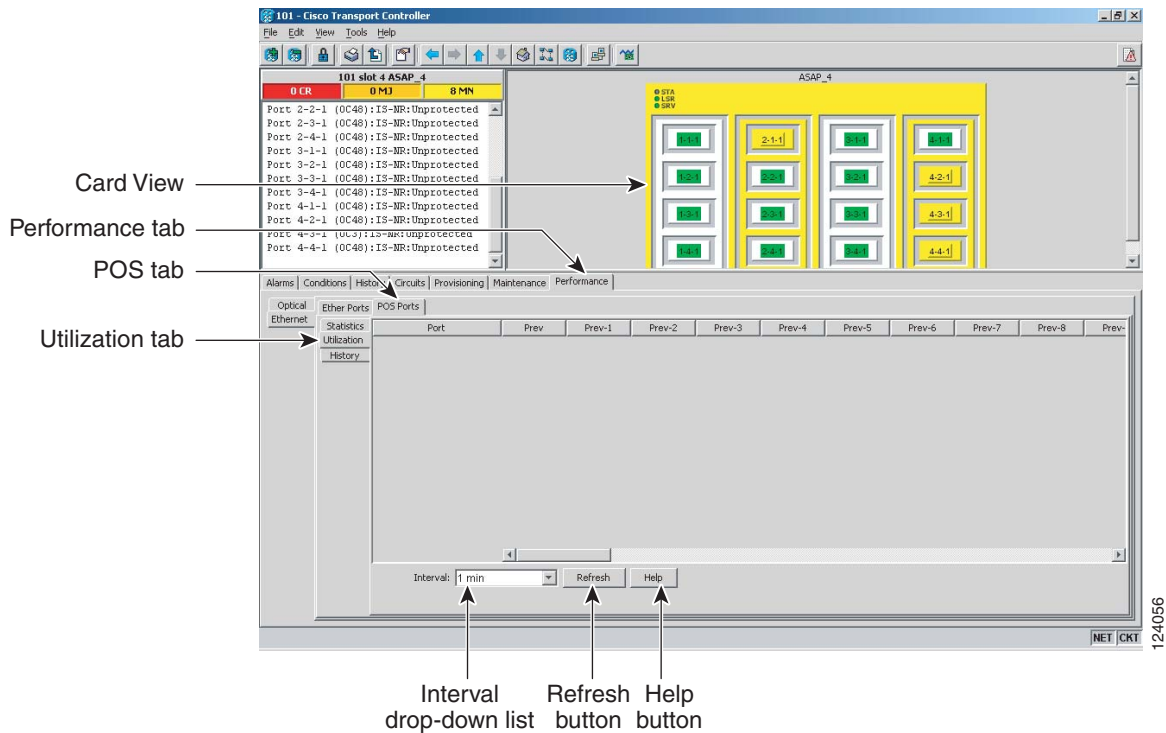 101 - Cisco Transport Controller
File Edit View Tools Help
101 slot 4 ASAP_4
0 CR 0 MJ 8 MN
Port 2-2-1 (OC48):IS-NR:Unprotected
Port 2-3-1 (OC48):IS-NR:Unprotected
Port 2-4-1 (OC48):IS-NR:Unprotected
Port 3-1-1 (OC48):IS-NR:Unprotected
Port 3-2-1 (OC48):IS-NR:Unprotected
Port 3-3-1 (OC48):IS-NR:Unprotected
Port 3-4-1 (OC48):IS-NR:Unprotected
Port 4-1-1 (OC48):IS-NR:Unprotected
Port 4-2-1 (OC48):IS-NR:Unprotected
Port 4-3-1 (OC3):IS-NR:Unprotected
Port 4-4-1 (OC48):IS-NR:Unprotected
ASAP_4
STA
LSR
SRV
1-1-1 2-1-1 3-1-1 4-1-1
1-2-1 2-2-1 3-2-1 4-2-1
1-3-1 2-3-1 3-3-1 4-3-1
1-4-1 2-4-1 3-4-1 4-4-1
Card View
Performance tab
POS tab
Utilization tab
Alarms Conditions History Circuits Provisioning Maintenance Performance
Optical
Ethernet
Ether Ports POS Ports
Statistics
Utilization
History
Port Prev Prev-1 Prev-2 Prev-3 Prev-4 Prev-5 Prev-6 Prev-7 Prev-8 Prev-
Interval: 1 min Refresh Help
NET CKT
124056
Interval
drop-down list
Refresh
button
Help
button